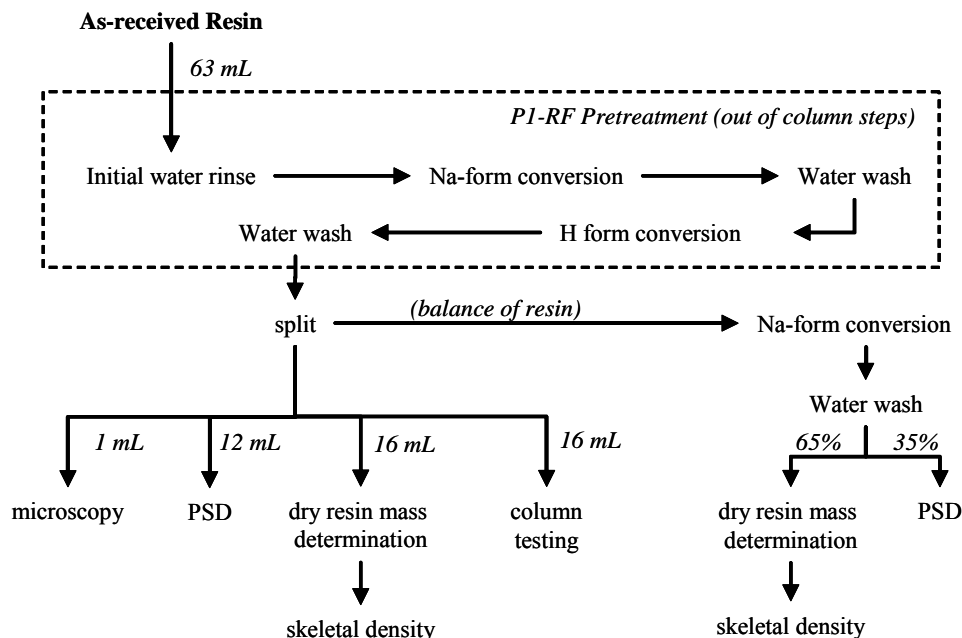 As-received Resin
63 mL
P1-RF Pretreatment (out of column steps)
Initial water rinse
Na-form conversion
Water wash
Water wash
H form conversion
split
(balance of resin)
Na-form conversion
Water wash
1 mL
12 mL
16 mL
16 mL
65%
35%
microscopy
PSD
dry resin mass
determination
column
testing
dry resin mass
determination
PSD
skeletal density
skeletal density